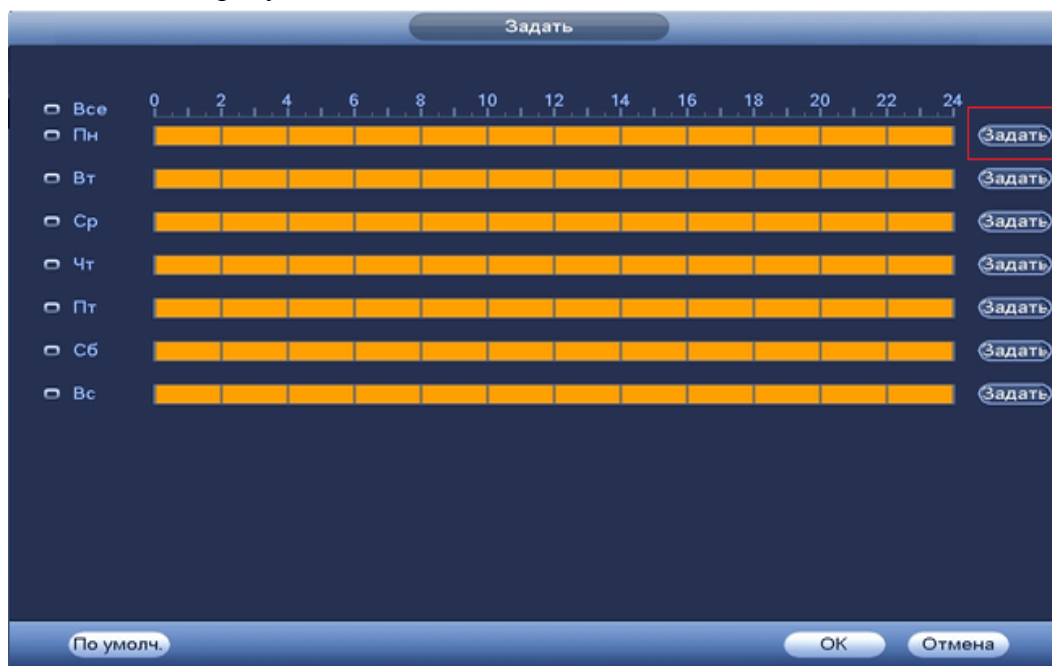 Задать
Все 0 2 4 6 8 10 12 14 16 18 20 22 24
Пн Задать
Вт Задать
Ср Задать
Чт Задать
Пт Задать
Сб Задать
Вс Задать
По умолч. OK Отмена